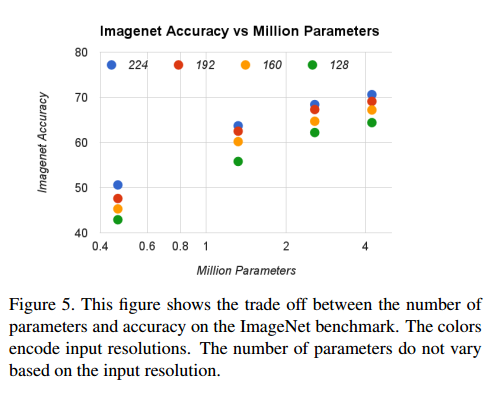 Imagenet Accuracy vs Million Parameters
80
224 192 160 128
70
60
50
40
Imagenet Accuracy
0.4 0.6 0.8 1 2 4
Million Parameters
Figure 5. This figure shows the trade off between the number of
parameters and accuracy on the ImageNet benchmark. The colors
encode input resolutions. The number of parameters do not vary
based on the input resolution.